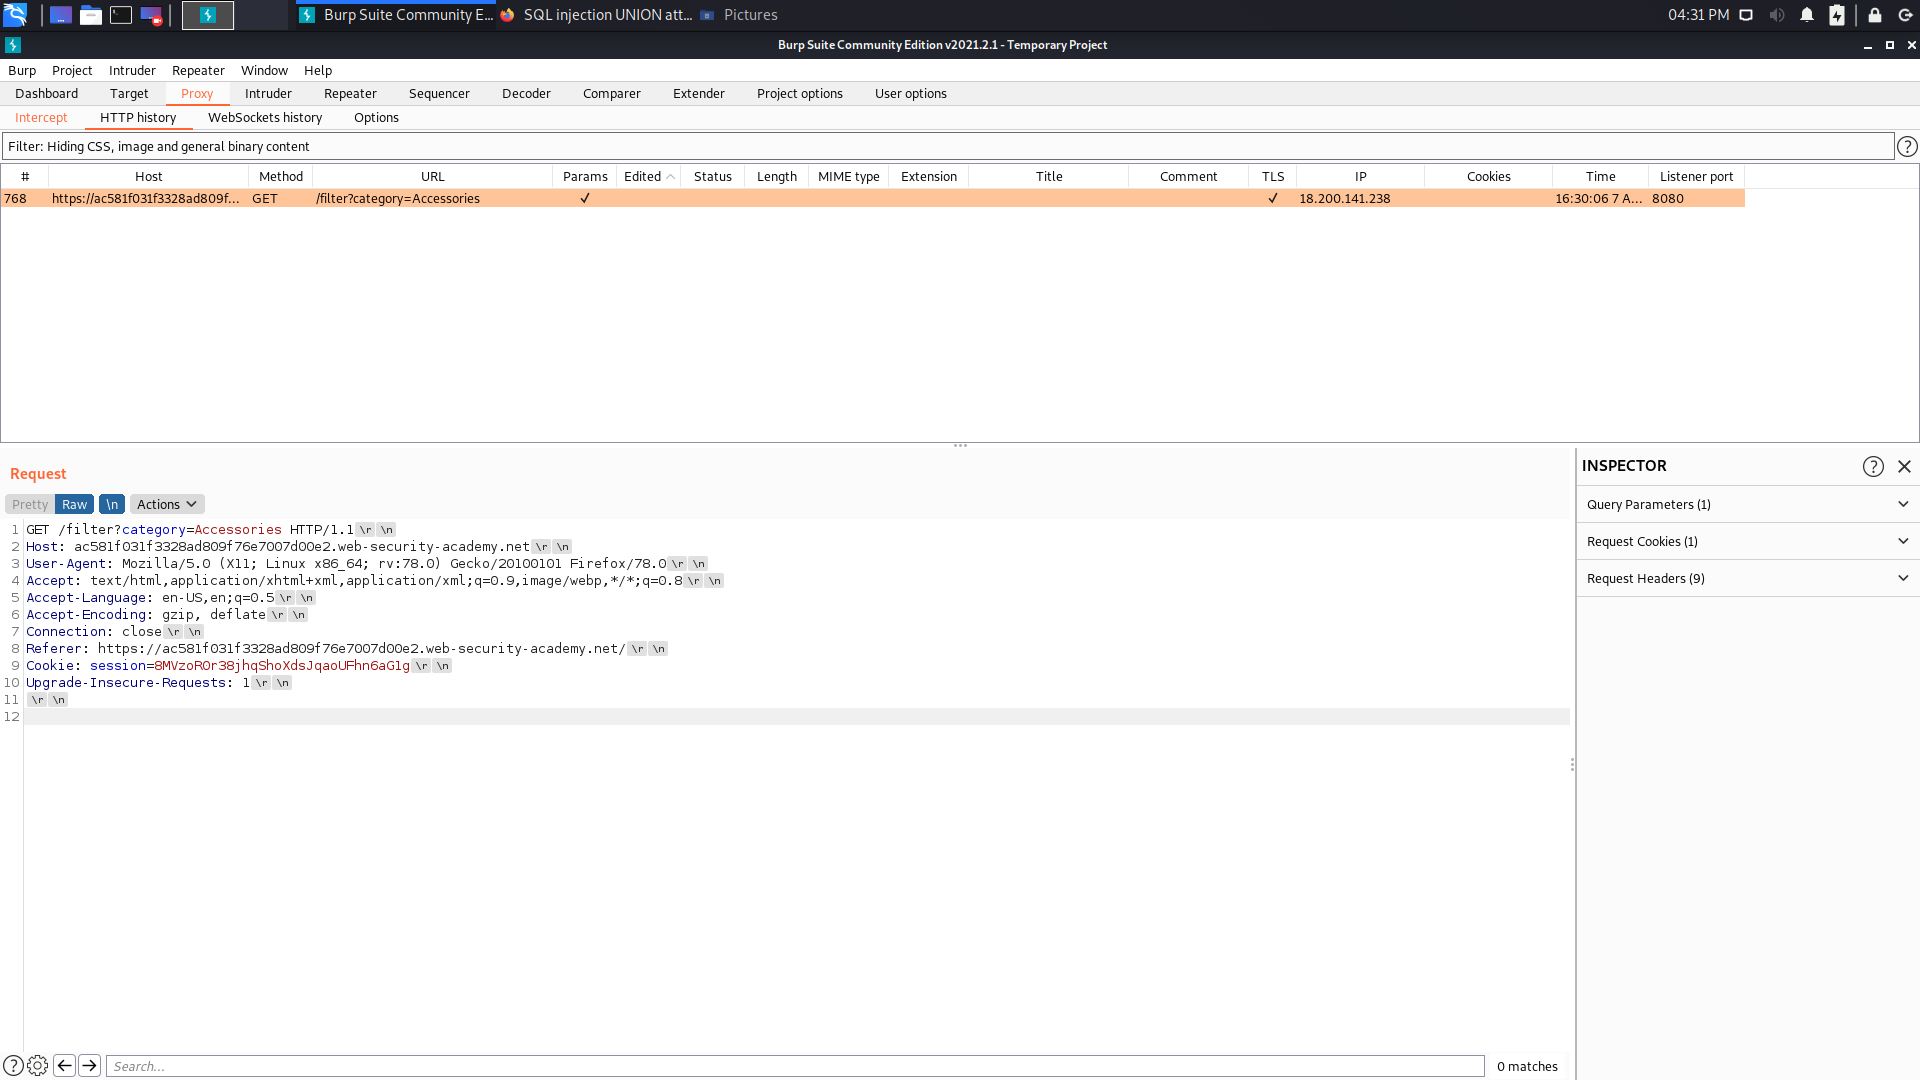 Burp Suite Community E...
SQL injection UNION att...
Pictures
04:31 PM
Burp Suite Community Edition v2021.2.1 - Temporary Project
Burp Project Intruder Repeater Window Help
Dashboard Target Proxy Intruder Repeater Sequencer Decoder Comparer Extender Project options User options
Intercept HTTP history WebSockets history Options
Filter: Hiding CSS, image and general binary content
?
# Host Method URL Params Edited Status Length MIME type Extension Title Comment TLS IP Cookies Time Listener port
768 https://ac581f031f3328ad809f... GET /filter?category=Accessories ✓ ✓ 18.200.141.238 16:30:06 7 A... 8080
Request
Pretty Raw \n Actions
1 GET /filter?category=Accessories HTTP/1.1 \r \n
2 Host: ac581f031f3328ad809f76e7007d00e2.web-security-academy.net \r \n
3 User-Agent: Mozilla/5.0 (X11; Linux x86_64; rv:78.0) Gecko/20100101 Firefox/78.0 \r \n
4 Accept: text/html,application/xhtml+xml,application/xml;q=0.9,image/webp,*/*;q=0.8 \r \n
5 Accept-Language: en-US,en;q=0.5 \r \n
6 Accept-Encoding: gzip, deflate \r \n
7 Connection: close \r \n
8 Referer: https://ac581f031f3328ad809f76e7007d00e2.web-security-academy.net/ \r \n
9 Cookie: session=8MVzoROr38jhqShoXdsJqaoUFhn6aG1g \r \n
10 Upgrade-Insecure-Requests: 1 \r \n
11 \r \n
12
INSPECTOR ?
Query Parameters (1)
Request Cookies (1)
Request Headers (9)
? Search... 0 matches